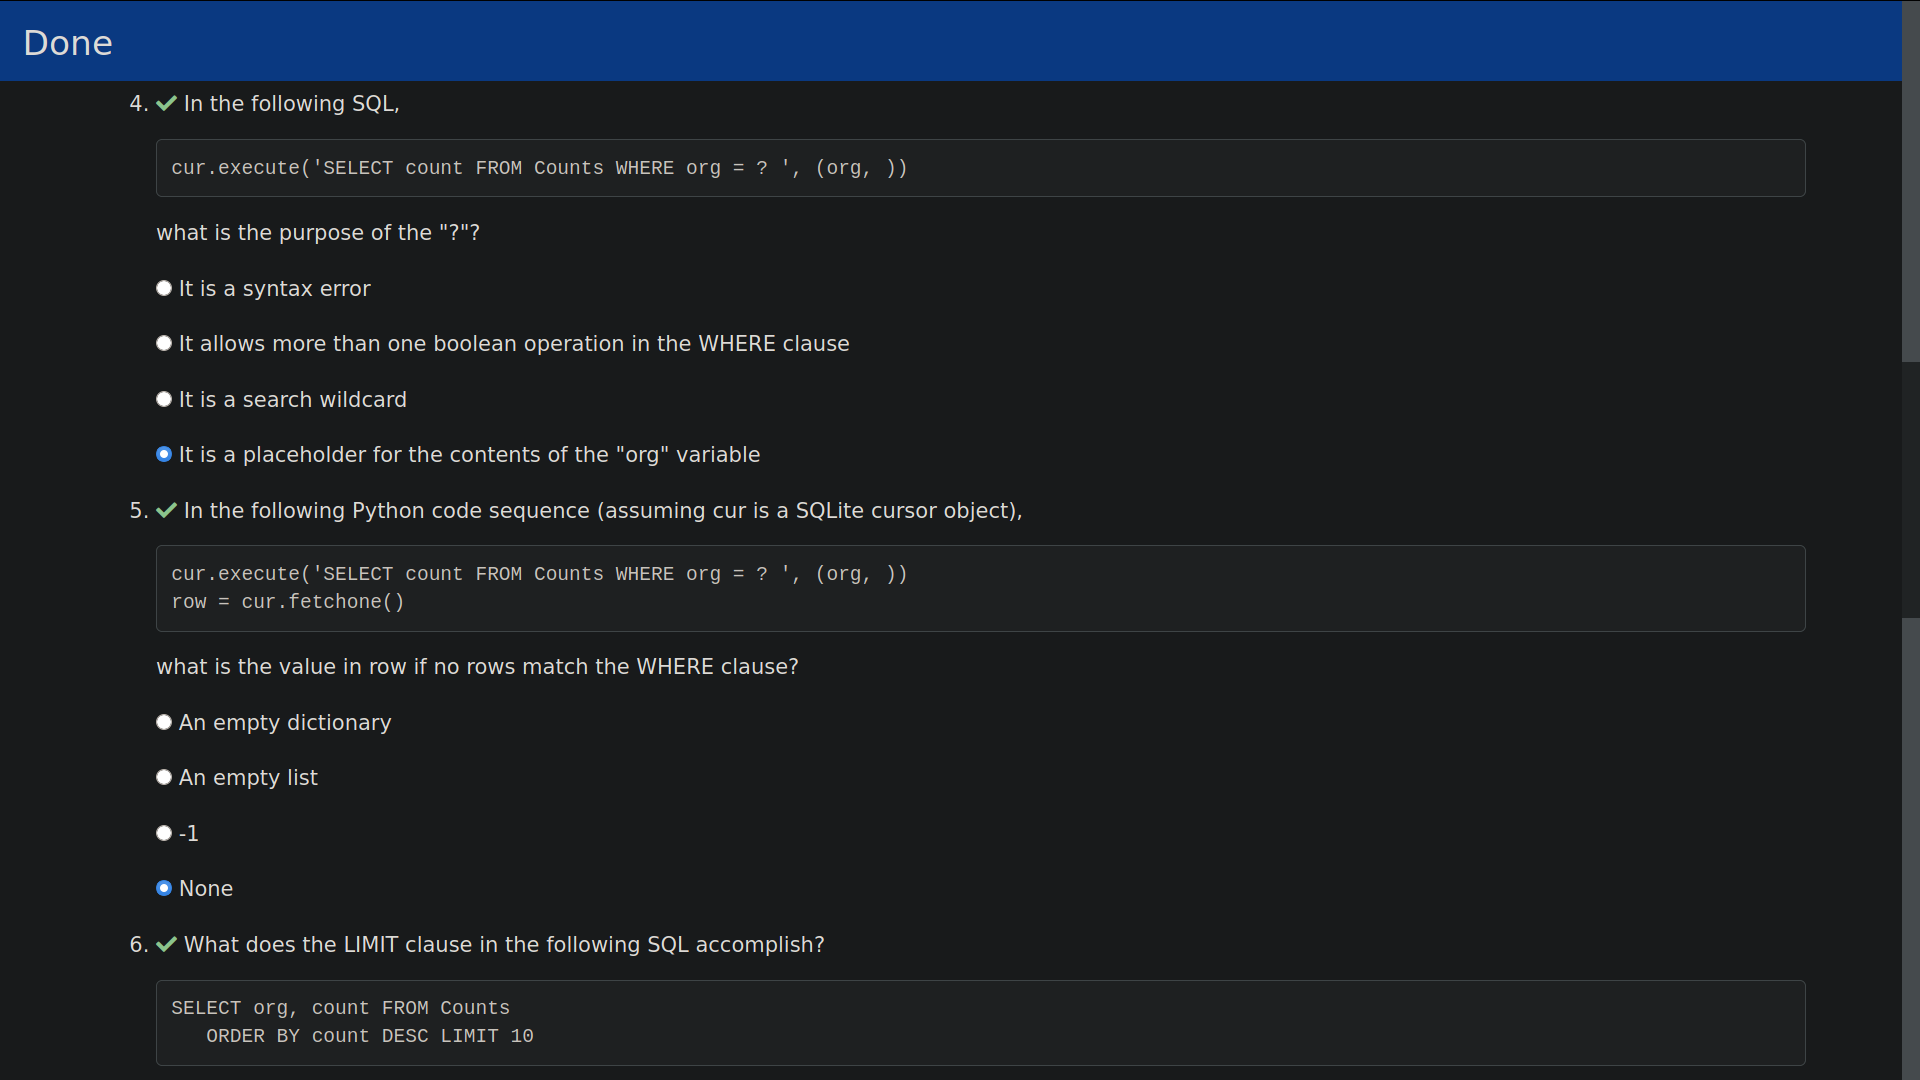 Done
4. In the following SQL,
cur.execute('SELECT count FROM Counts WHERE org = ? ', (org, ))
what is the purpose of the "?"?
It is a syntax error
It allows more than one boolean operation in the WHERE clause
It is a search wildcard
It is a placeholder for the contents of the "org" variable
5. In the following Python code sequence (assuming cur is a SQLite cursor object),
cur.execute('SELECT count FROM Counts WHERE org = ? ', (org, ))
row = cur.fetchone()
what is the value in row if no rows match the WHERE clause?
An empty dictionary
An empty list
-1
None
6. What does the LIMIT clause in the following SQL accomplish?
SELECT org, count FROM Counts
   ORDER BY count DESC LIMIT 10